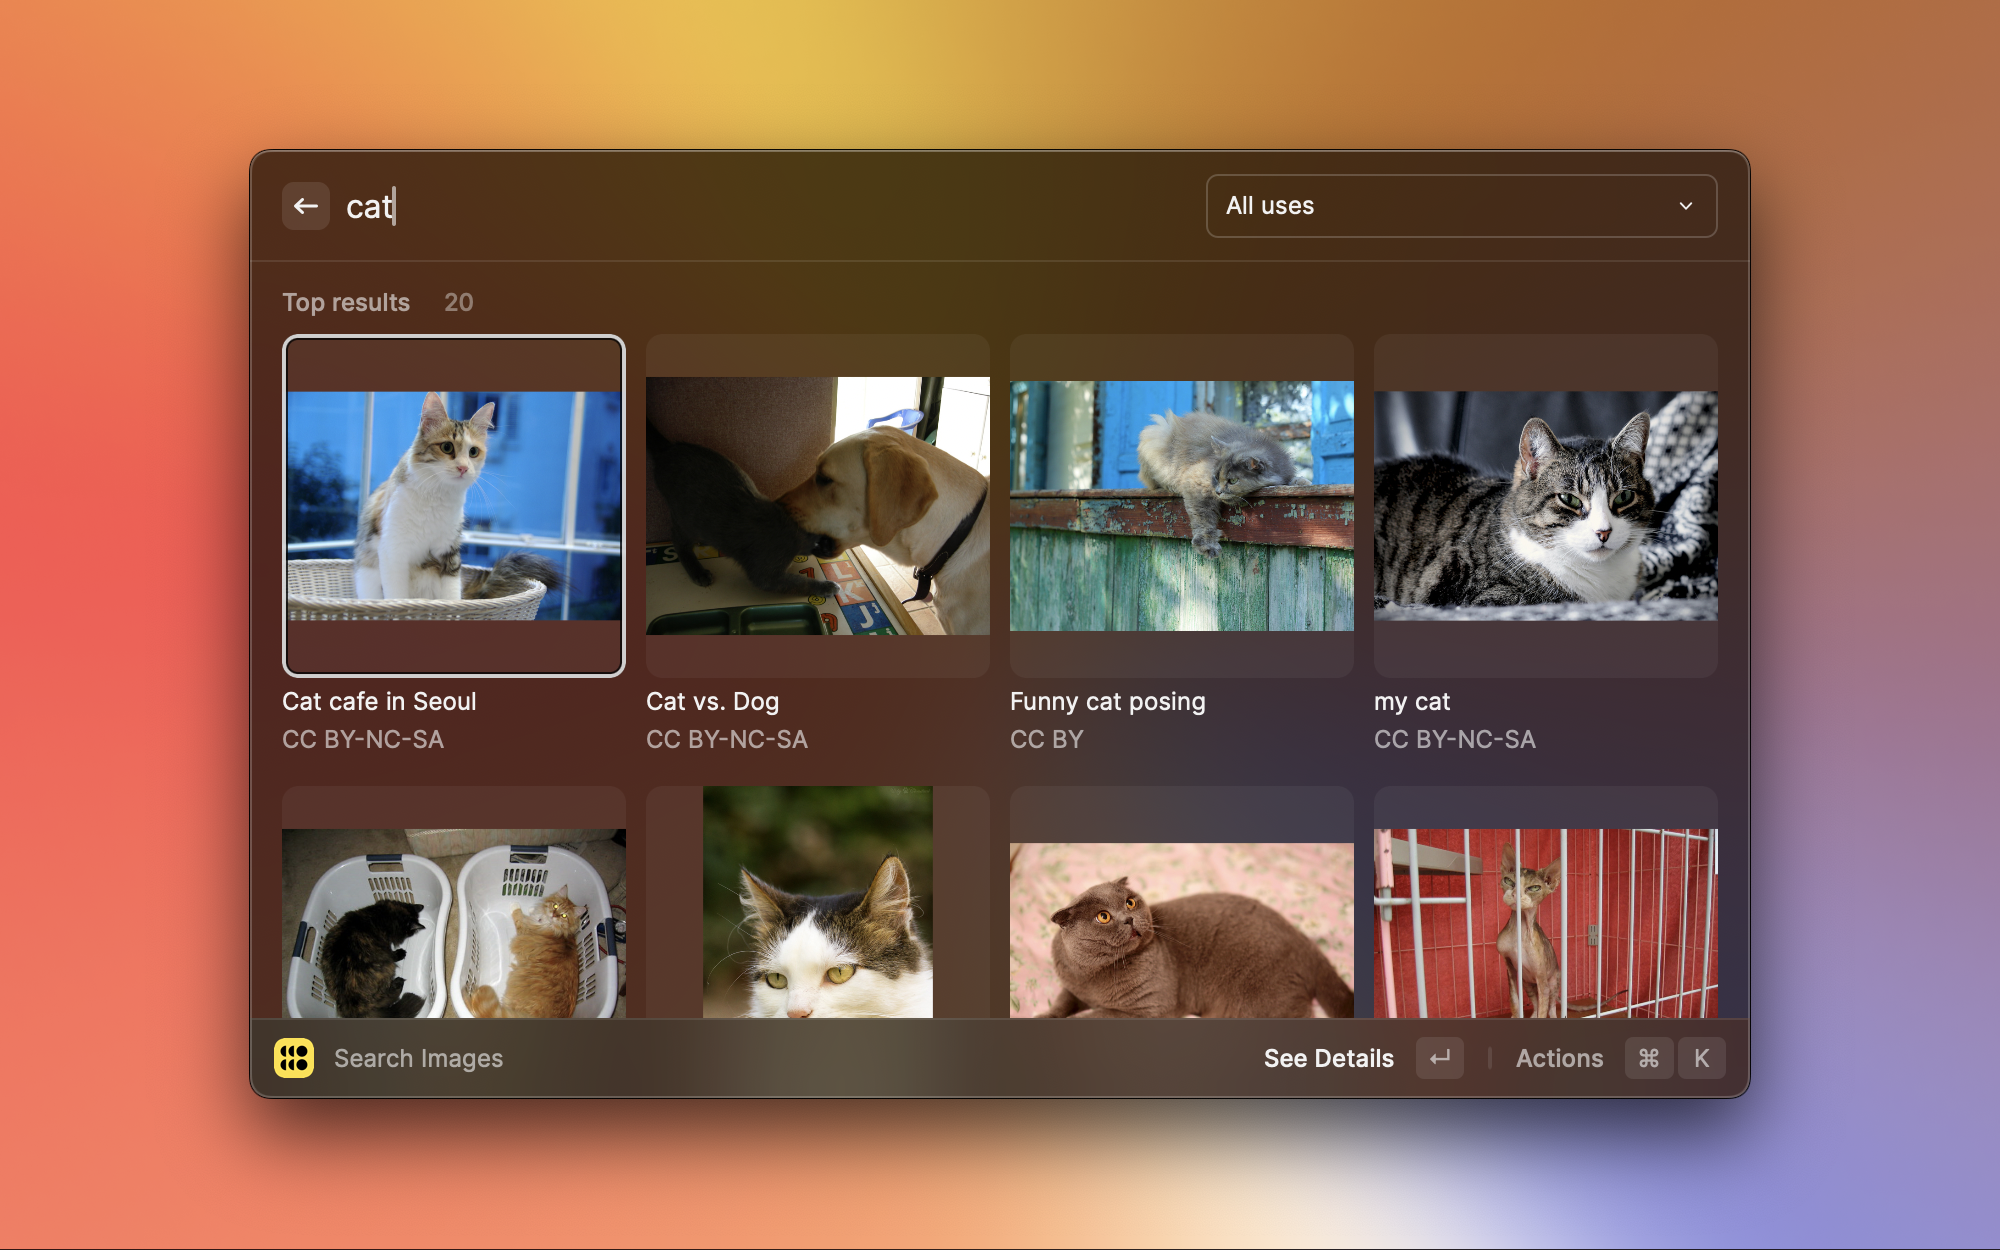 cat
All uses
Top results 20
Cat cafe in Seoul
CC BY-NC-SA
Cat vs. Dog
CC BY-NC-SA
Funny cat posing
CC BY
my cat
CC BY-NC-SA
Search Images
See Details
Actions
⌘ K